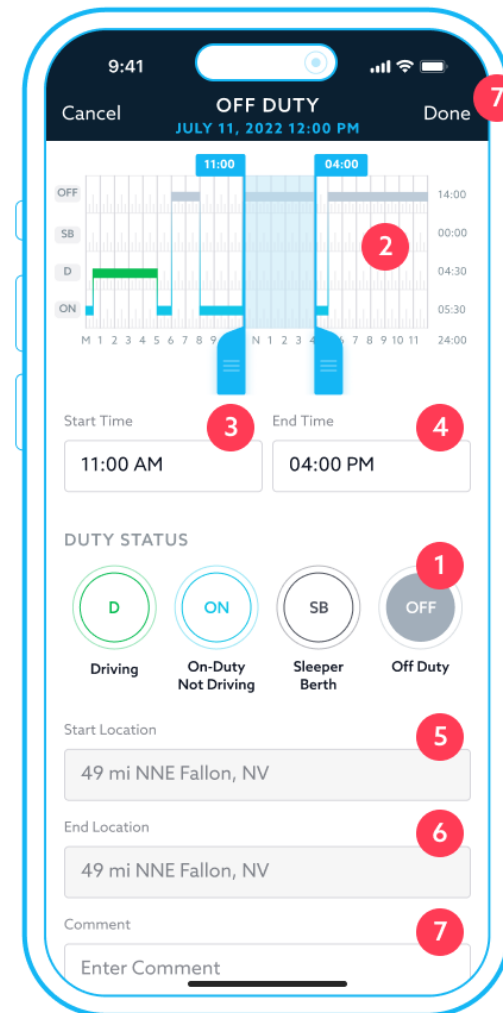 9:41
Cancel OFF DUTY Done 7
JULY 11, 2022 12:00 PM
11:00 04:00
OFF 14:00
SB 00:00
2
D 04:30
ON 05:30
M 1 2 3 4 5 6 7 8 9 N 1 2 3 4 6 7 8 9 10 11 24:00
Start Time 3 End Time 4
11:00 AM 04:00 PM
DUTY STATUS
1
D ON SB OFF
Driving On-Duty Sleeper Off Duty
Not Driving Berth
Start Location 5
49 mi NNE Fallon, NV
End Location 6
49 mi NNE Fallon, NV
Comment 7
Enter Comment